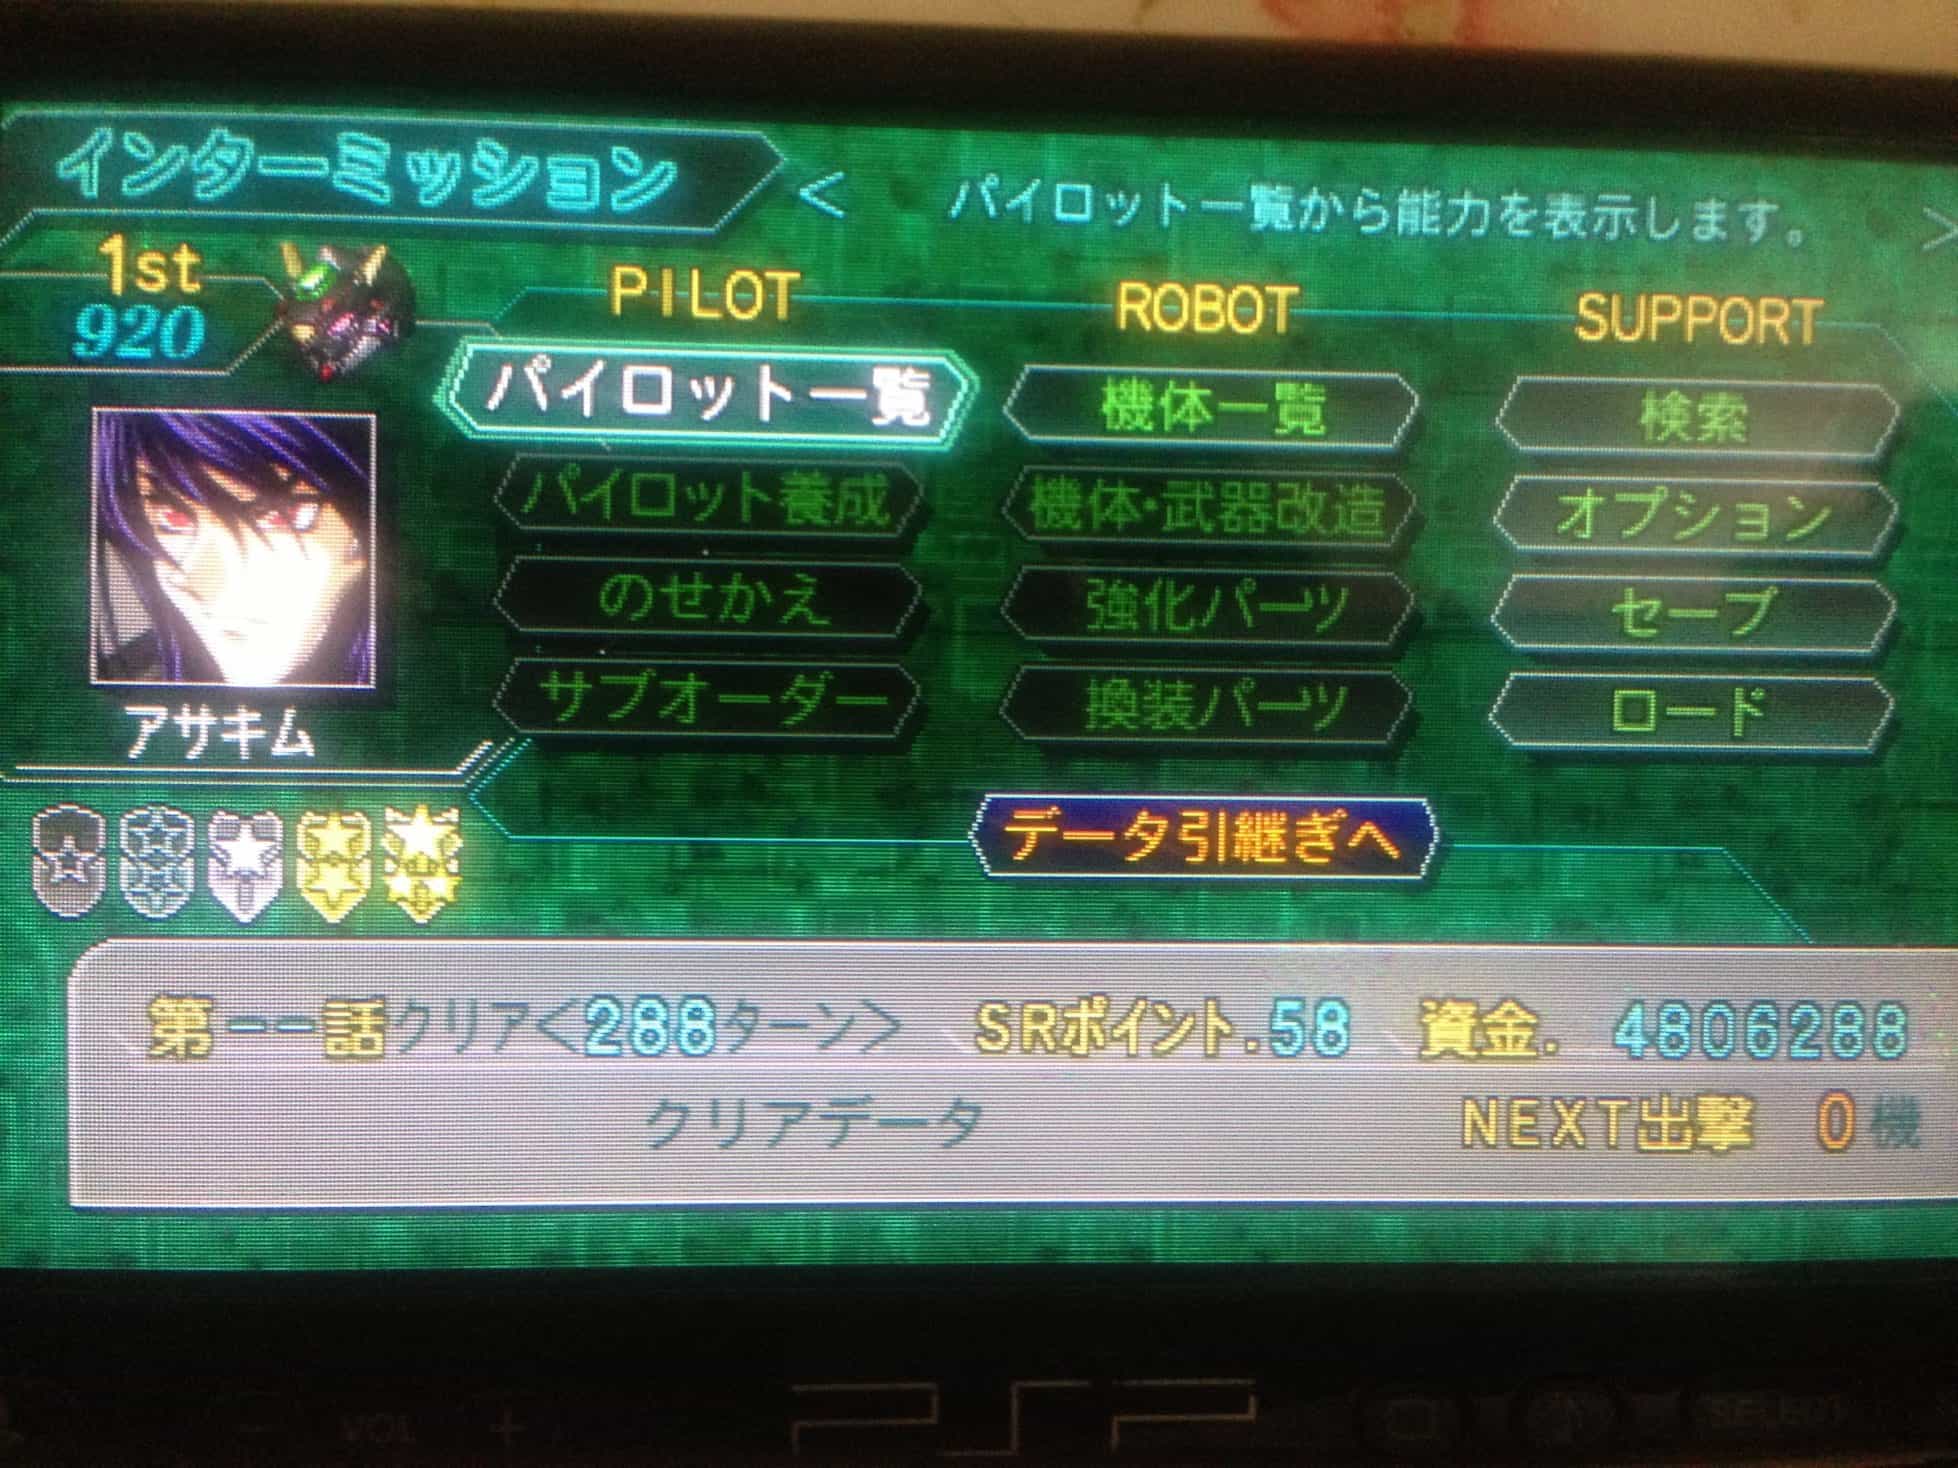 インターミッション
< パイロット一覧から能力を表示します。 >
1st
920
PILOT
ROBOT
SUPPORT
パイロット一覧
機体一覧
検索
パイロット養成
機体・武器改造
オプション
のせかえ
強化パーツ
セーブ
サブオーダー
換装パーツ
ロード
アサキム
データ引継ぎへ
第－－話クリア<288ターン> SRポイント.58 資金. 4806288
クリアデータ NEXT出撃 0機
- VOL +
PSP
SELECT